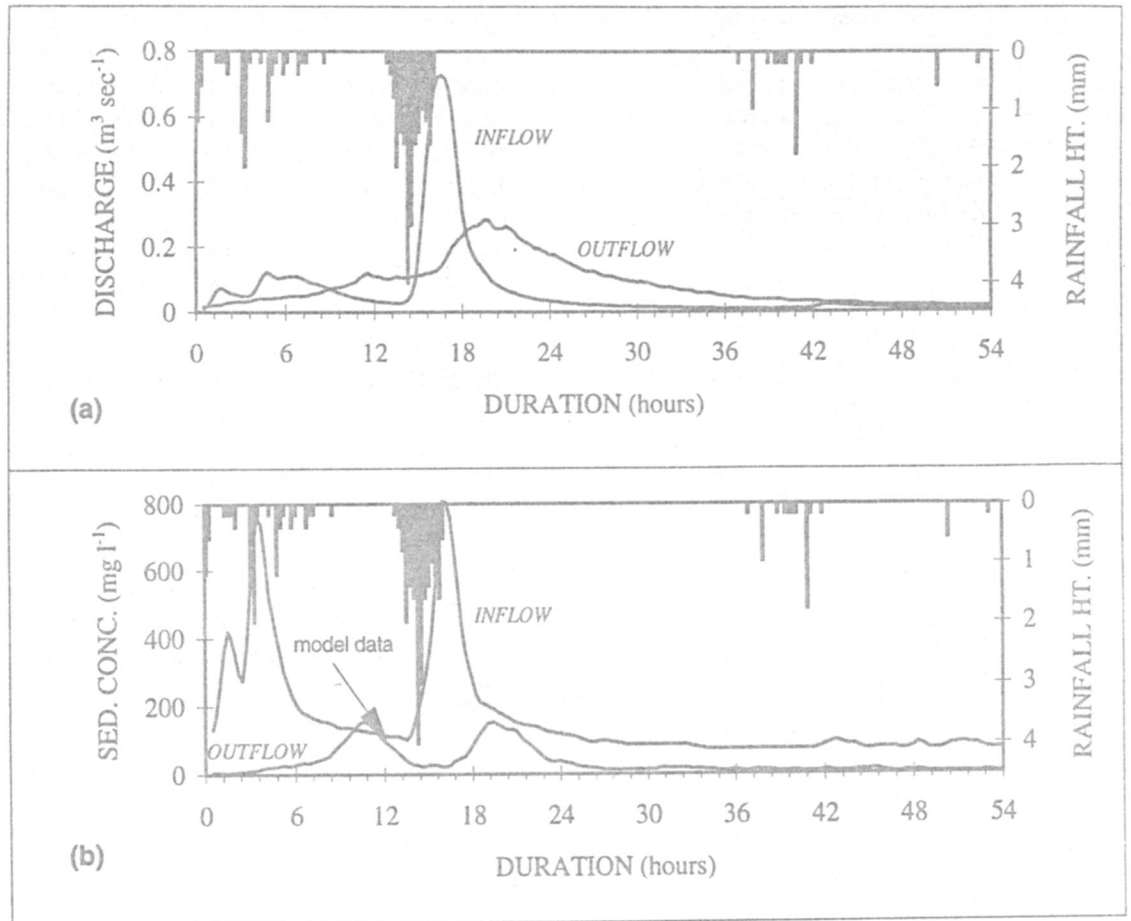 DISCHARGE (m³ sec⁻¹)
0.8
0.6
0.4
0.2
0
INFLOW
OUTFLOW
0
1
2
3
4
RAINFALL HT. (mm)
0 6 12 18 24 30 36 42 48 54
DURATION (hours)
(a)
SED. CONC. (mg l⁻¹)
800
600
400
200
0
model data
INFLOW
OUTFLOW
0
1
2
3
4
RAINFALL HT. (mm)
0 6 12 18 24 30 36 42 48 54
DURATION (hours)
(b)